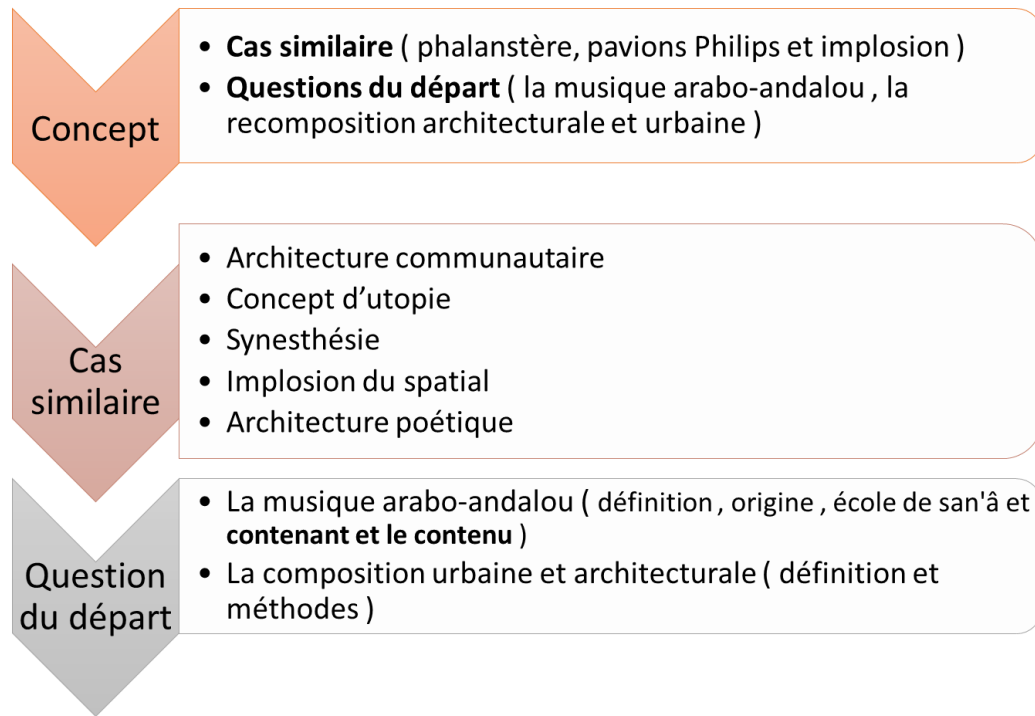 Concept
• Cas similaire ( phalanstère, pavions Philips et implosion )
• Questions du départ ( la musique arabo-andalou , la
recomposition architecturale et urbaine )
Cas
similaire
• Architecture communautaire
• Concept d’utopie
• Synesthésie
• Implosion du spatial
• Architecture poétique
Question
du départ
• La musique arabo-andalou ( définition , origine , école de san'â et
contenant et le contenu )
• La composition urbaine et architecturale ( définition et
méthodes )